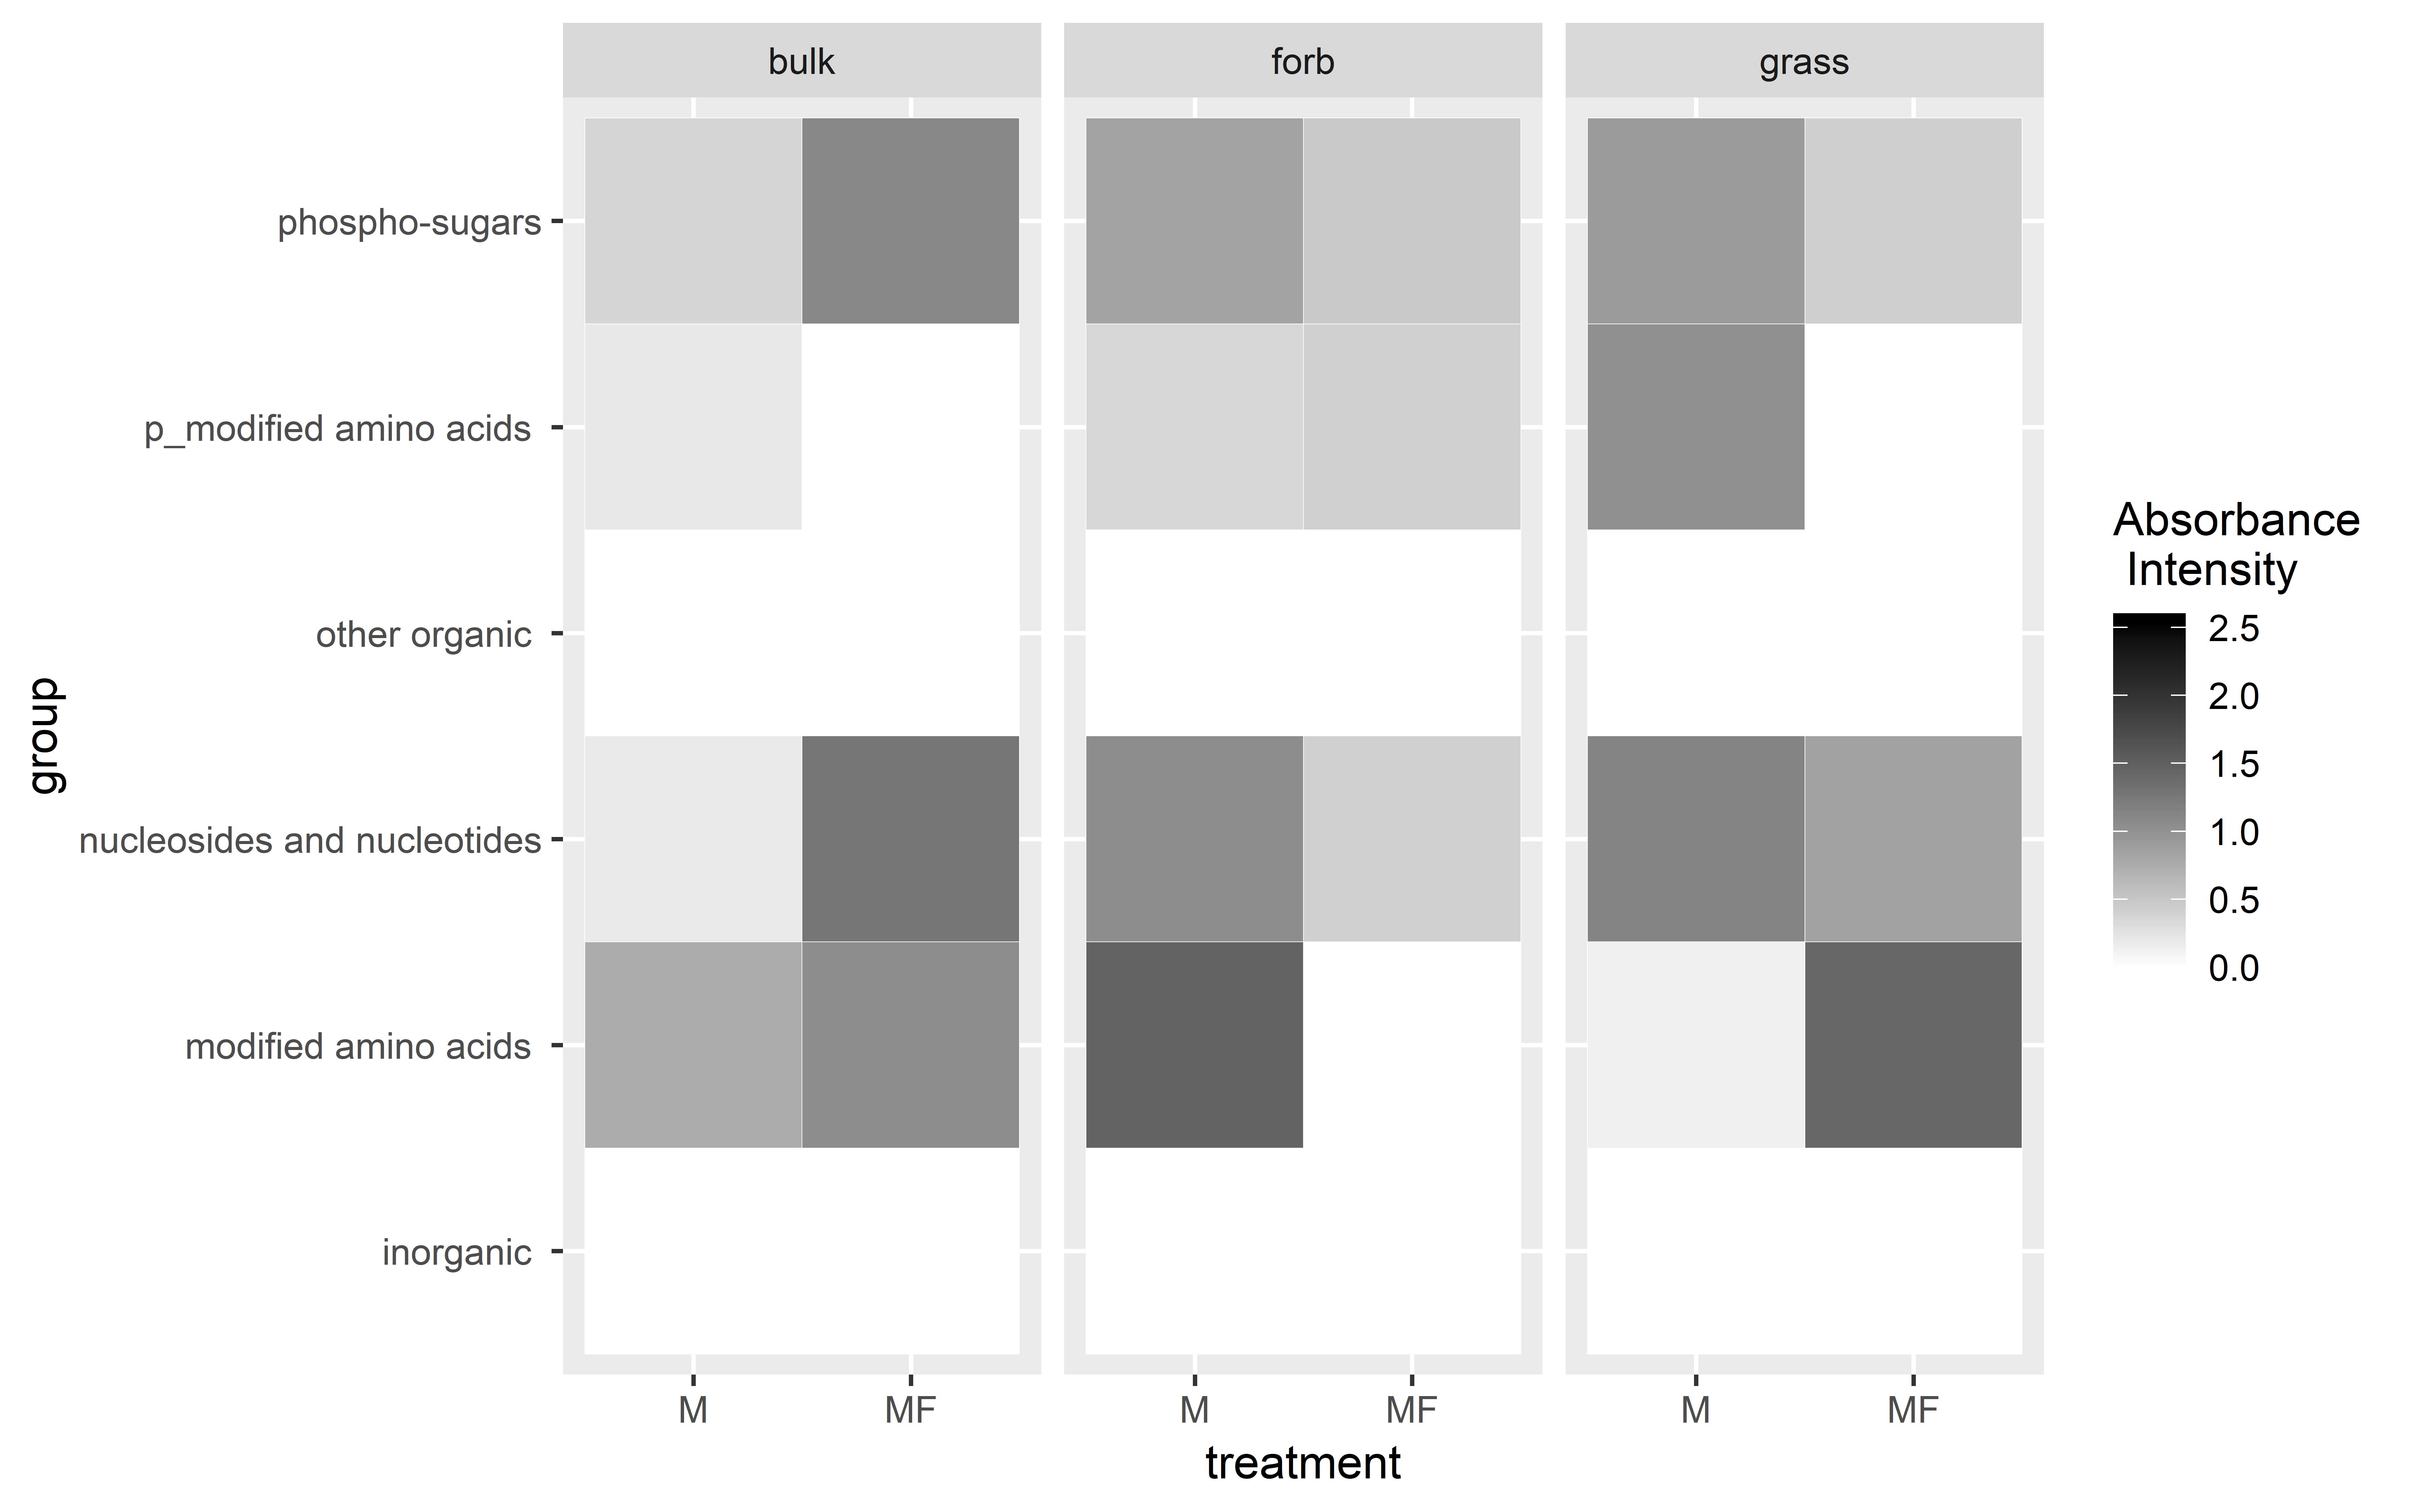 bulk
forb
grass
phospho-sugars
p_modified amino acids
other organic
nucleosides and nucleotides
modified amino acids
inorganic
group
M
MF
M
MF
M
MF
treatment
Absorbance
Intensity
2.5
2.0
1.5
1.0
0.5
0.0